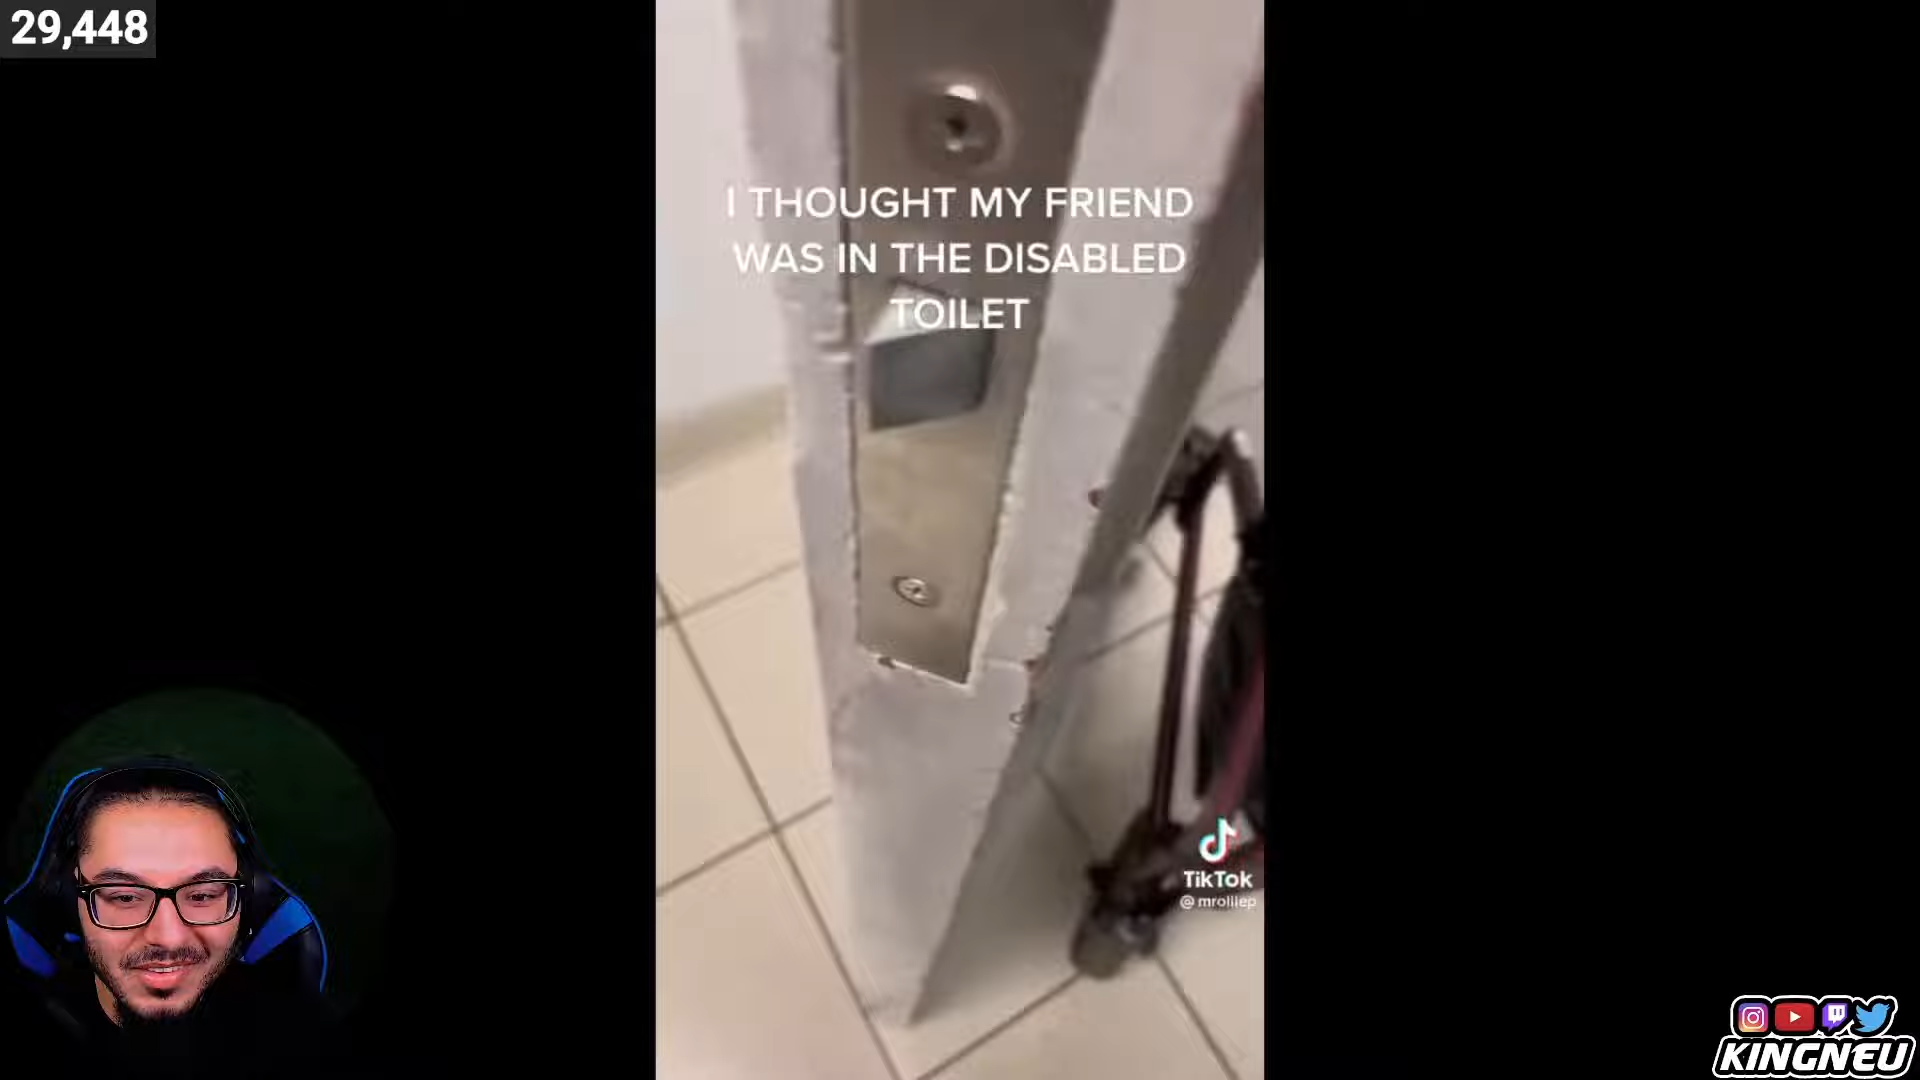 29,448
I THOUGHT MY FRIEND
WAS IN THE DISABLED
TOILET
TikTok
@mrolliep
KINGNEU